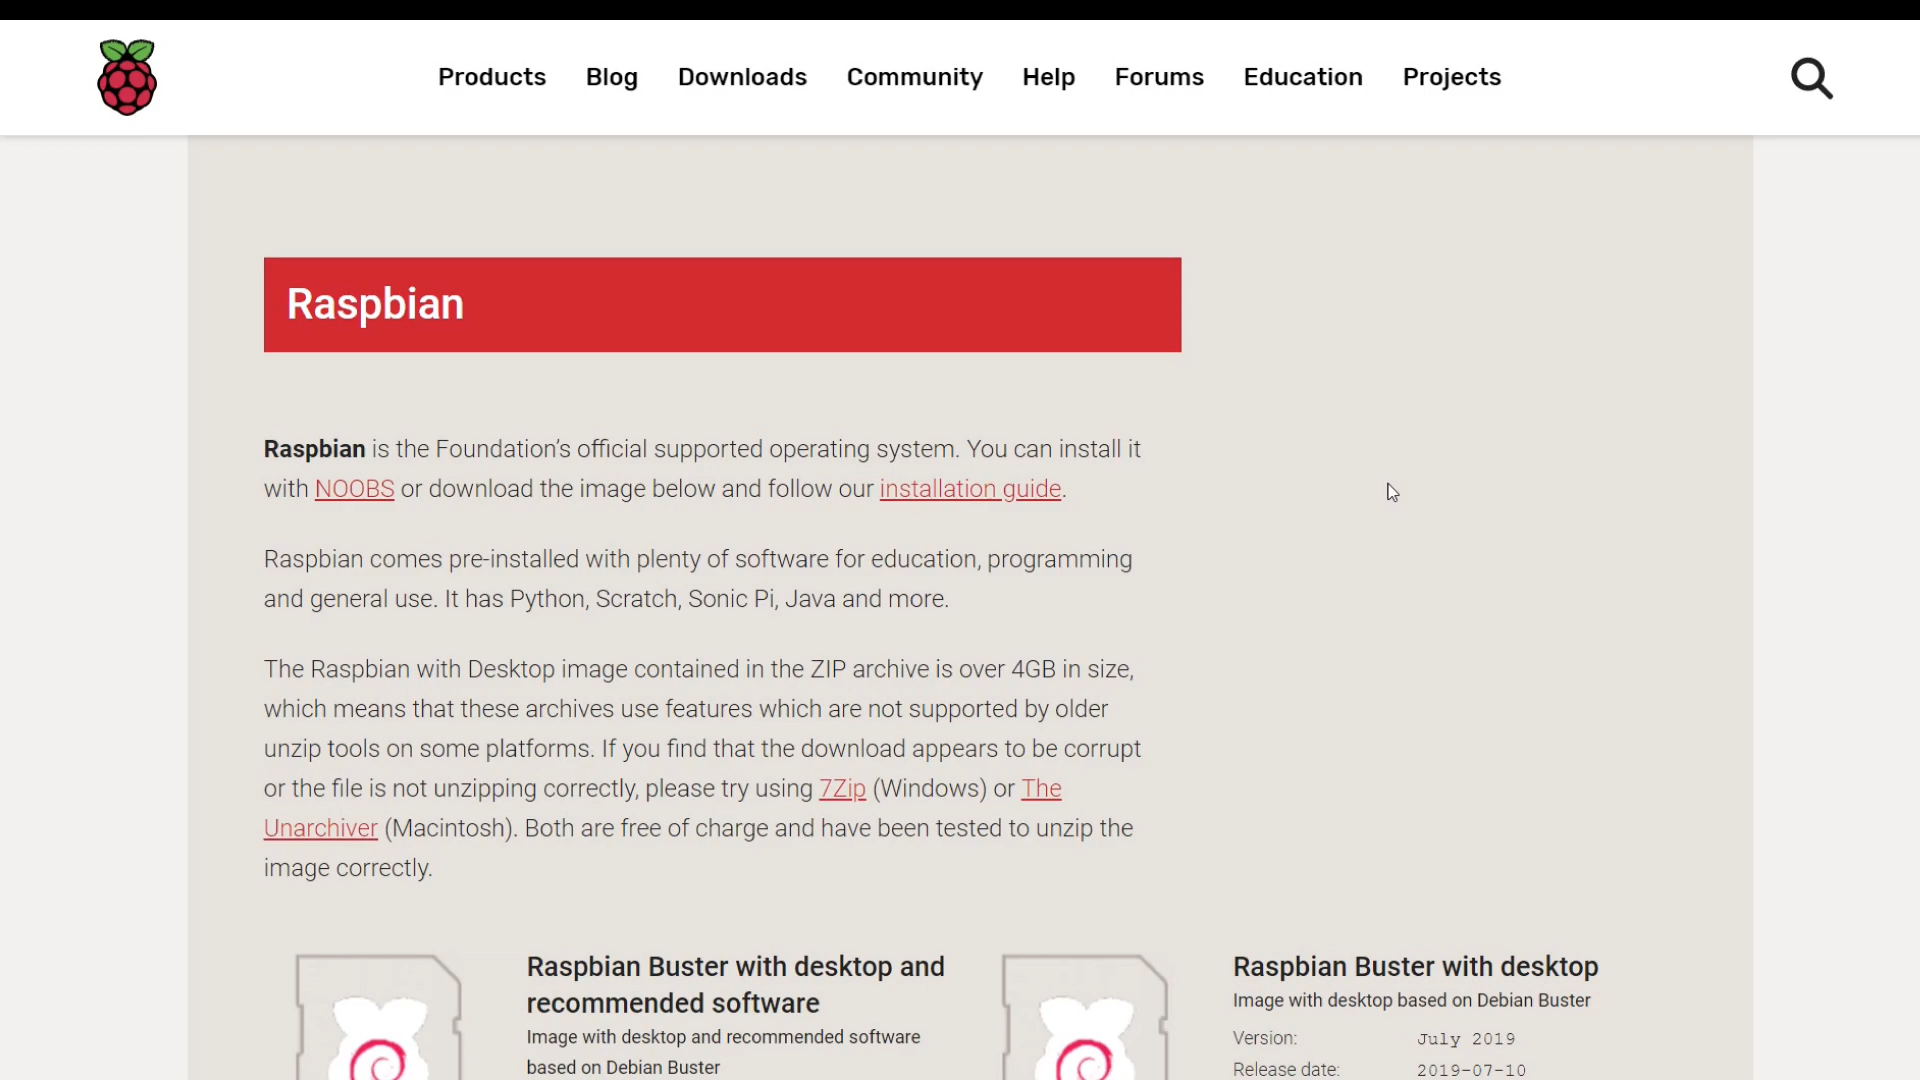 Products Blog Downloads Community Help Forums Education Projects
Raspbian
Raspbian is the Foundation’s official supported operating system. You can install it
with NOOBS or download the image below and follow our installation guide.
Raspbian comes pre-installed with plenty of software for education, programming
and general use. It has Python, Scratch, Sonic Pi, Java and more.
The Raspbian with Desktop image contained in the ZIP archive is over 4GB in size,
which means that these archives use features which are not supported by older
unzip tools on some platforms. If you find that the download appears to be corrupt
or the file is not unzipping correctly, please try using 7Zip (Windows) or The
Unarchiver (Macintosh). Both are free of charge and have been tested to unzip the
image correctly.
Raspbian Buster with desktop and
recommended software
Image with desktop and recommended software
based on Debian Buster
Raspbian Buster with desktop
Image with desktop based on Debian Buster
Version: July 2019
Release date: 2019-07-10